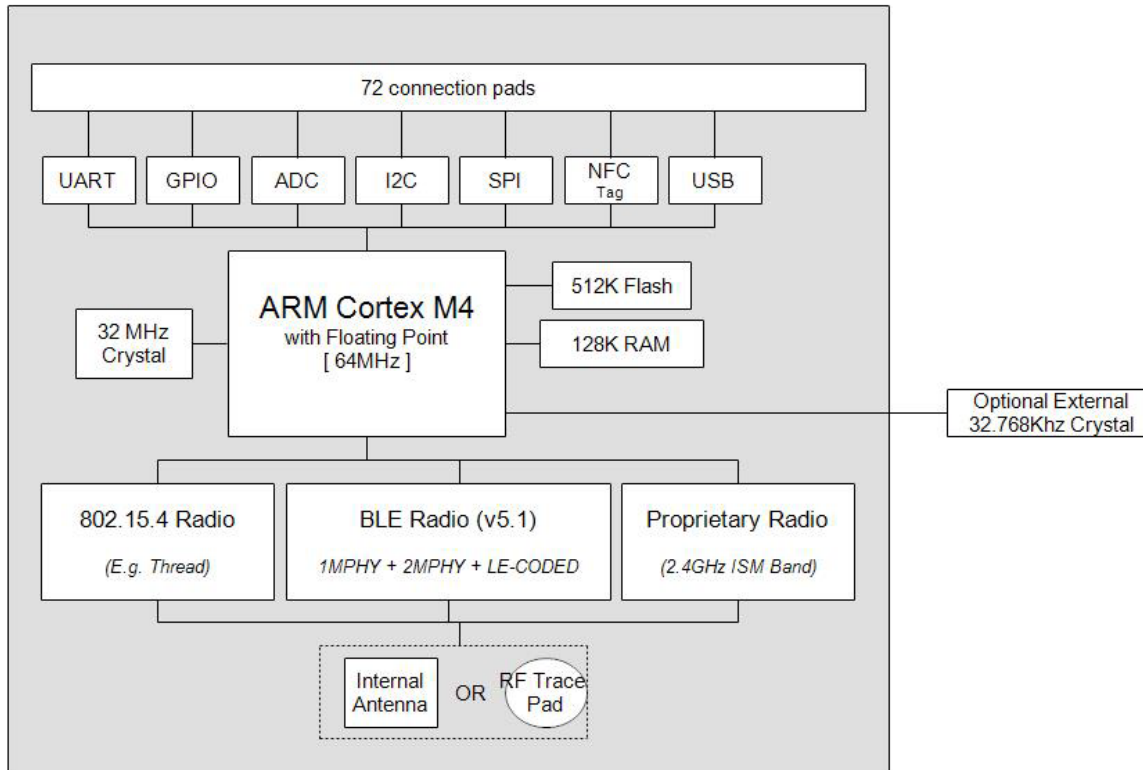 72 connection pads
UART
GPIO
ADC
I2C
SPI
NFC
Tag
USB
ARM Cortex M4
with Floating Point
[ 64MHz ]
32 MHz
Crystal
512K Flash
128K RAM
Optional External
32.768Khz Crystal
802.15.4 Radio
(E.g. Thread)
BLE Radio (v5.1)
1MPHY + 2MPHY + LE-CODED
Proprietary Radio
(2.4GHz ISM Band)
Internal
Antenna
OR
RF Trace
Pad